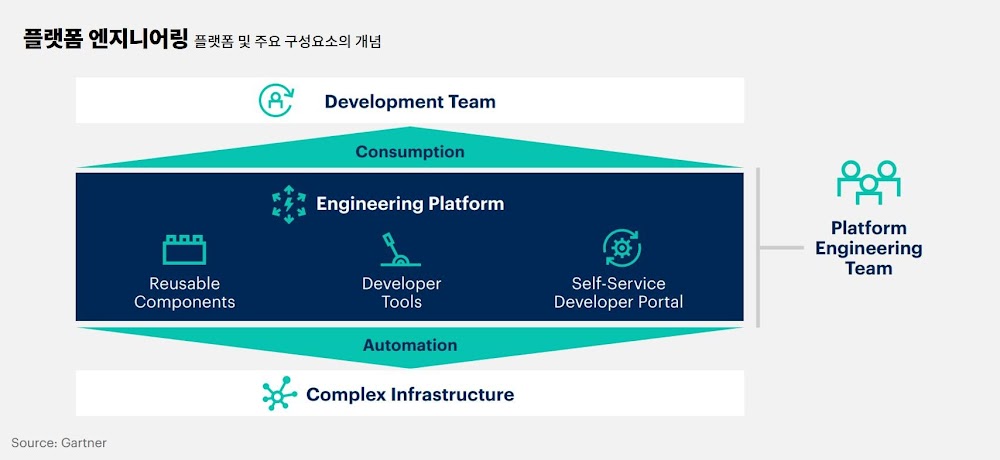 플랫폼 엔지니어링 플랫폼 및 주요 구성요소의 개념
Development Team
Consumption
Engineering Platform
Reusable
Components
Developer
Tools
Self-Service
Developer Portal
Platform
Engineering
Team
Automation
Complex Infrastructure
Source: Gartner